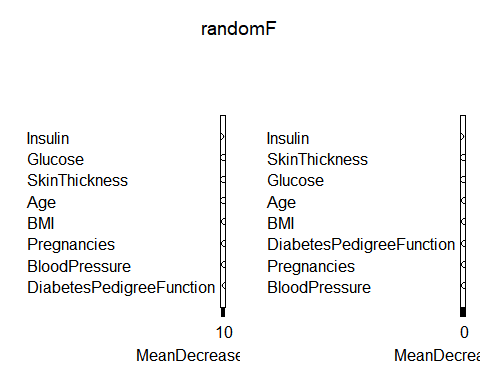 randomF
Insulin
Glucose
SkinThickness
Age
BMI
Pregnancies
BloodPressure
DiabetesPedigreeFunction
10
MeanDecrease
Insulin
SkinThickness
Glucose
Age
BMI
DiabetesPedigreeFunction
Pregnancies
BloodPressure
0
MeanDecrea